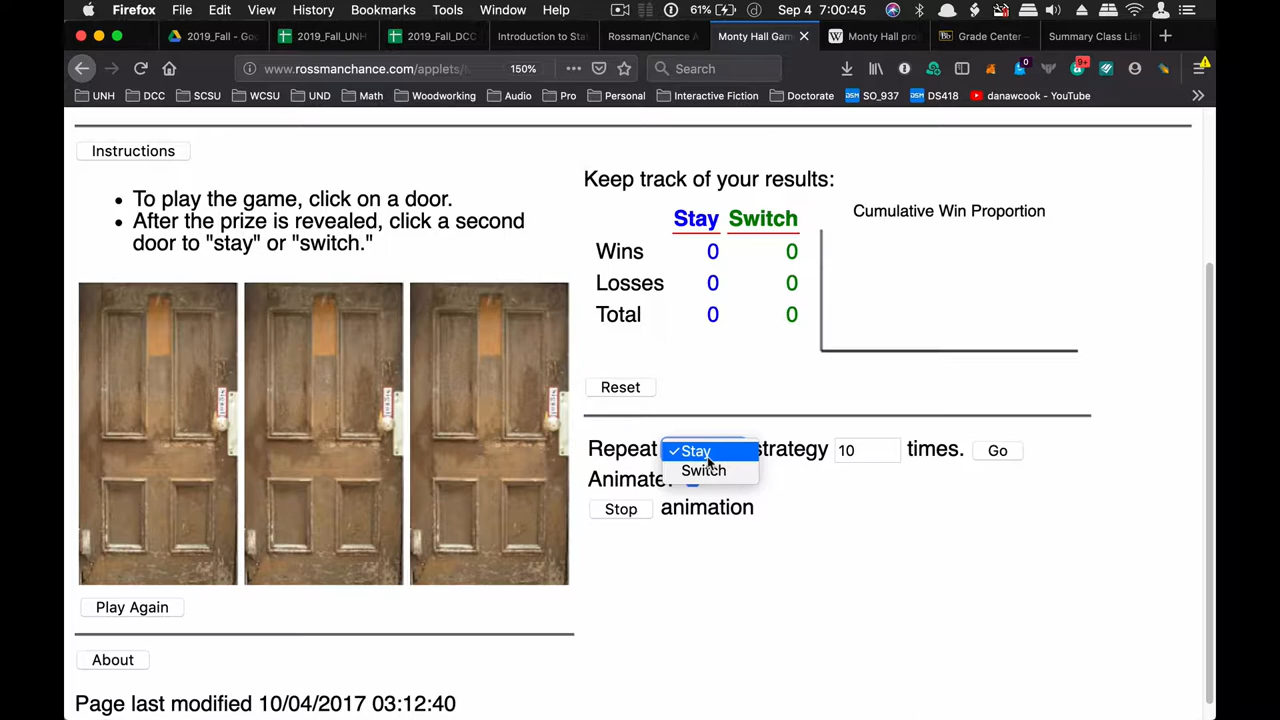 Firefox File Edit View History Bookmarks Tools Window Help 61% Sep 4 7:00:45
2019_Fall - Go 2019_Fall_UNH 2019_Fall_DCC Introduction to Sta Rossman/Chance A Monty Hall Gam Monty Hall pro Bb Grade Center – Summary Class List
www.rossmanchance.com/applets/ 150% Search 0 9+
UNH DCC SCSU WCSU UND Math Woodworking Audio Pro Personal Interactive Fiction Doctorate SO_937 DS418 danawcook - YouTube
Instructions
• To play the game, click on a door.
• After the prize is revealed, click a second
door to "stay" or "switch."
Play Again
About
Page last modified 10/04/2017 03:12:40
Keep track of your results:
Stay Switch
Wins 0 0
Losses 0 0
Total 0 0
Cumulative Win Proportion
Reset
Repeat ✓Stay strategy 10 times. Go
Switch
Animate
Stop animation